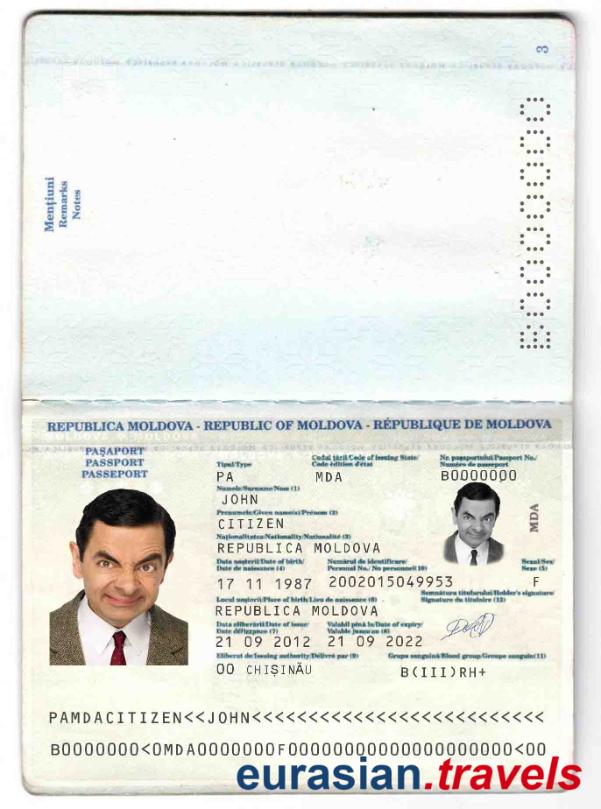 3
B0000000
Mențiuni
Remarks
Notes
REPUBLICA MOLDOVA - REPUBLIC OF MOLDOVA - RÉPUBLIQUE DE MOLDOVA
PAŞAPORT
PASSPORT
PASSEPORT
Tipul/Type
Codul țării/Code of issuing State/
Code édition d'état
Nr. pașaportului/Passport No./
Numéro de passeport
PA
MDA
B0000000
Numele/Surname/Nom (1)
JOHN
Prenumele/Given name(s)/Prénom (2)
CITIZEN
Naționalitatea/Nationality/Nationalité (3)
REPUBLICA MOLDOVA
MDA
Data nașterii/Date of birth/
Date de naissance (4)
Numărul de identificare/
Personal No./ No personnel(10)
Sexul/Sex/
Sexe (5)
17 11 1987
2002015049953
F
Locul nașterii/Place of birth/Lieu de naissance (6)
Semnătura titularului/Holder's signature/
Signature du titulaire (12)
REPUBLICA MOLDOVA
Data eliberării/Date of issue/
Date délivrance (7)
Valabil pînă la/Date of expiry/
Valable jusqu'au (8)
21 09 2012
21 09 2022
Eliberat de/Issuing authority/Délivré par (9)
Grupa sanguină/Blood group/Groupe sanguin(11)
00 CHIȘINĂU
B(III)RH+
PAMDACITIZEN<<JOHN<<<<<<<<<<<<<<<<<<<<<<<<<<
B0000000<0MDA0000000F0000000000000000000000<00
eurasian.travels